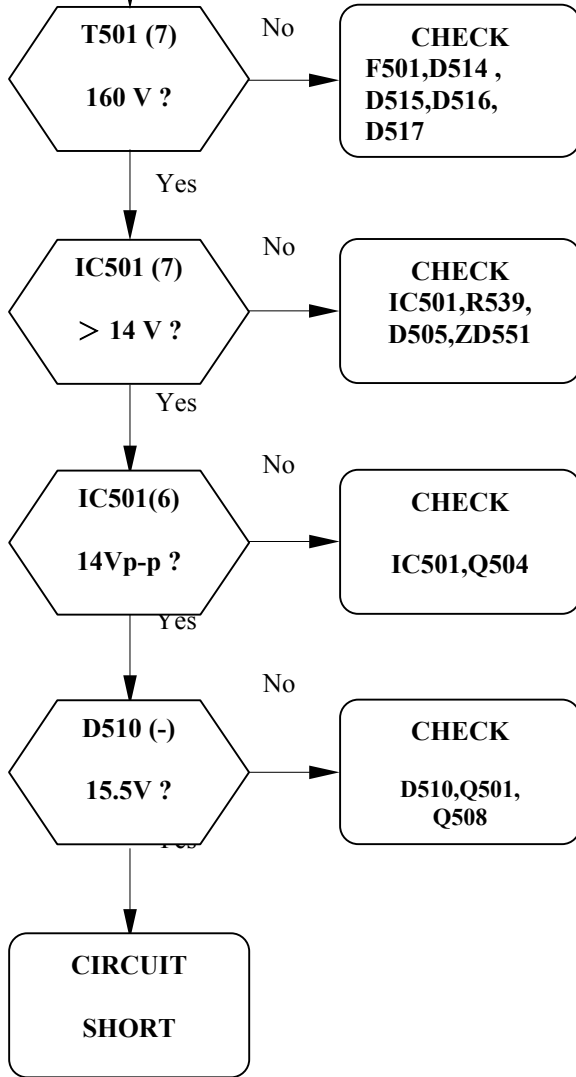 T501 (7)
160 V ?
No
CHECK
F501,D514 ,
D515,D516,
D517
Yes
IC501 (7)
＞ 14 V ?
No
CHECK
IC501,R539,
D505,ZD551
Yes
IC501(6)
14Vp-p ?
No
CHECK
IC501,Q504
Yes
D510 (-)
15.5V ?
No
CHECK
D510,Q501,
Q508
Yes
CIRCUIT
SHORT